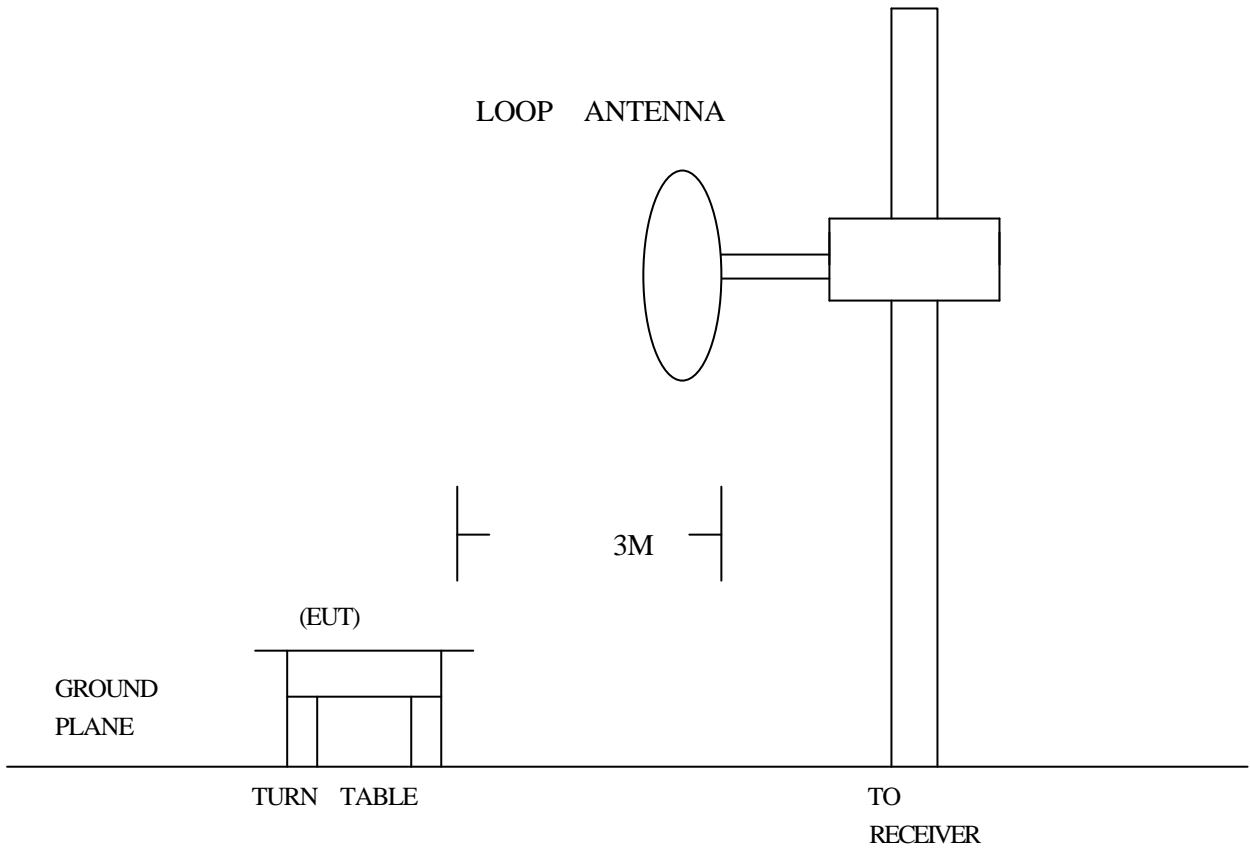 LOOP ANTENNA
3M
(EUT)
GROUND
PLANE
TURN TABLE
TO
RECEIVER